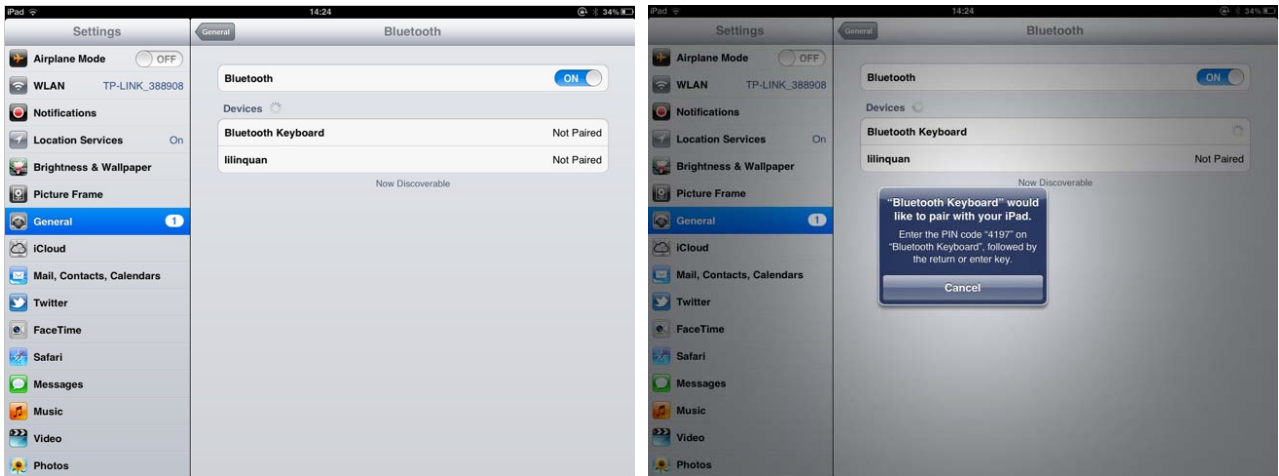 iPad 14:24 34%
Settings General Bluetooth
Airplane Mode OFF
WLAN TP-LINK_388908
Notifications
Location Services On
Brightness & Wallpaper
Picture Frame
General 1
iCloud
Mail, Contacts, Calendars
Twitter
FaceTime
Safari
Messages
Music
Video
Photos
Bluetooth ON
Devices
Bluetooth Keyboard Not Paired
lilinquan Not Paired
Now Discoverable
iPad 14:24 34%
Settings General Bluetooth
Airplane Mode OFF
WLAN TP-LINK_388908
Notifications
Location Services On
Brightness & Wallpaper
Picture Frame
General 1
iCloud
Mail, Contacts, Calendars
Twitter
FaceTime
Safari
Messages
Music
Video
Photos
Bluetooth ON
Devices
Bluetooth Keyboard
lilinquan Not Paired
Now Discoverable
“Bluetooth Keyboard” would
like to pair with your iPad.
Enter the PIN code “4197” on
“Bluetooth Keyboard”, followed by
the return or enter key.
Cancel